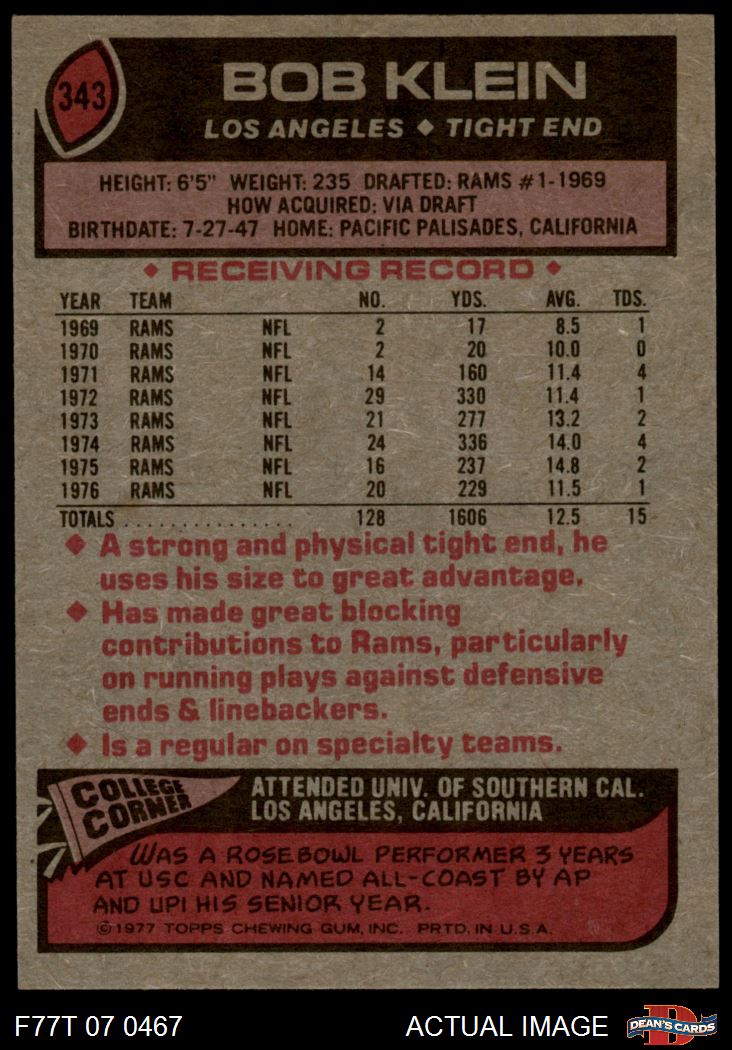 343
BOB KLEIN
LOS ANGELES ◆ TIGHT END
HEIGHT: 6'5" WEIGHT: 235 DRAFTED: RAMS #1-1969
HOW ACQUIRED: VIA DRAFT
BIRTHDATE: 7-27-47 HOME: PACIFIC PALISADES, CALIFORNIA
◆ RECEIVING RECORD ◆
YEAR TEAM NO. YDS. AVG. TDS.
1969 RAMS NFL 2 17 8.5 1
1970 RAMS NFL 2 20 10.0 0
1971 RAMS NFL 14 160 11.4 4
1972 RAMS NFL 29 330 11.4 1
1973 RAMS NFL 21 277 13.2 2
1974 RAMS NFL 24 336 14.0 4
1975 RAMS NFL 16 237 14.8 2
1976 RAMS NFL 20 229 11.5 1
TOTALS . . . . . . . . . . . . . . . 128 1606 12.5 15
◆ A strong and physical tight end, he
uses his size to great advantage.
◆ Has made great blocking
contributions to Rams, particularly
on running plays against defensive
ends & linebackers.
◆ Is a regular on specialty teams.
COLLEGE
CORNER
ATTENDED UNIV. OF SOUTHERN CAL.
LOS ANGELES, CALIFORNIA
WAS A ROSE BOWL PERFORMER 3 YEARS
AT USC AND NAMED ALL-COAST BY AP
AND UPI HIS SENIOR YEAR.
©1977 TOPPS CHEWING GUM, INC. PRTD. IN U.S.A.
F77T 07 0467
ACTUAL IMAGE
D
DEAN'S CARDS